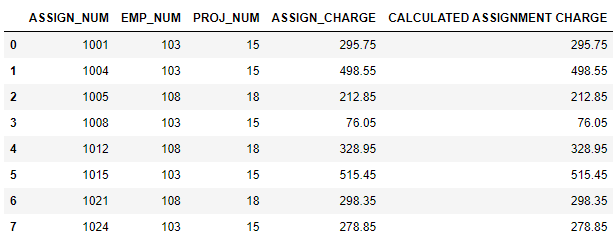 ASSIGN_NUM EMP_NUM PROJ_NUM ASSIGN_CHARGE CALCULATED ASSIGNMENT CHARGE
0 1001 103 15 295.75 295.75
1 1004 103 15 498.55 498.55
2 1005 108 18 212.85 212.85
3 1008 103 15 76.05 76.05
4 1012 108 18 328.95 328.95
5 1015 103 15 515.45 515.45
6 1021 108 18 298.35 298.35
7 1024 103 15 278.85 278.85